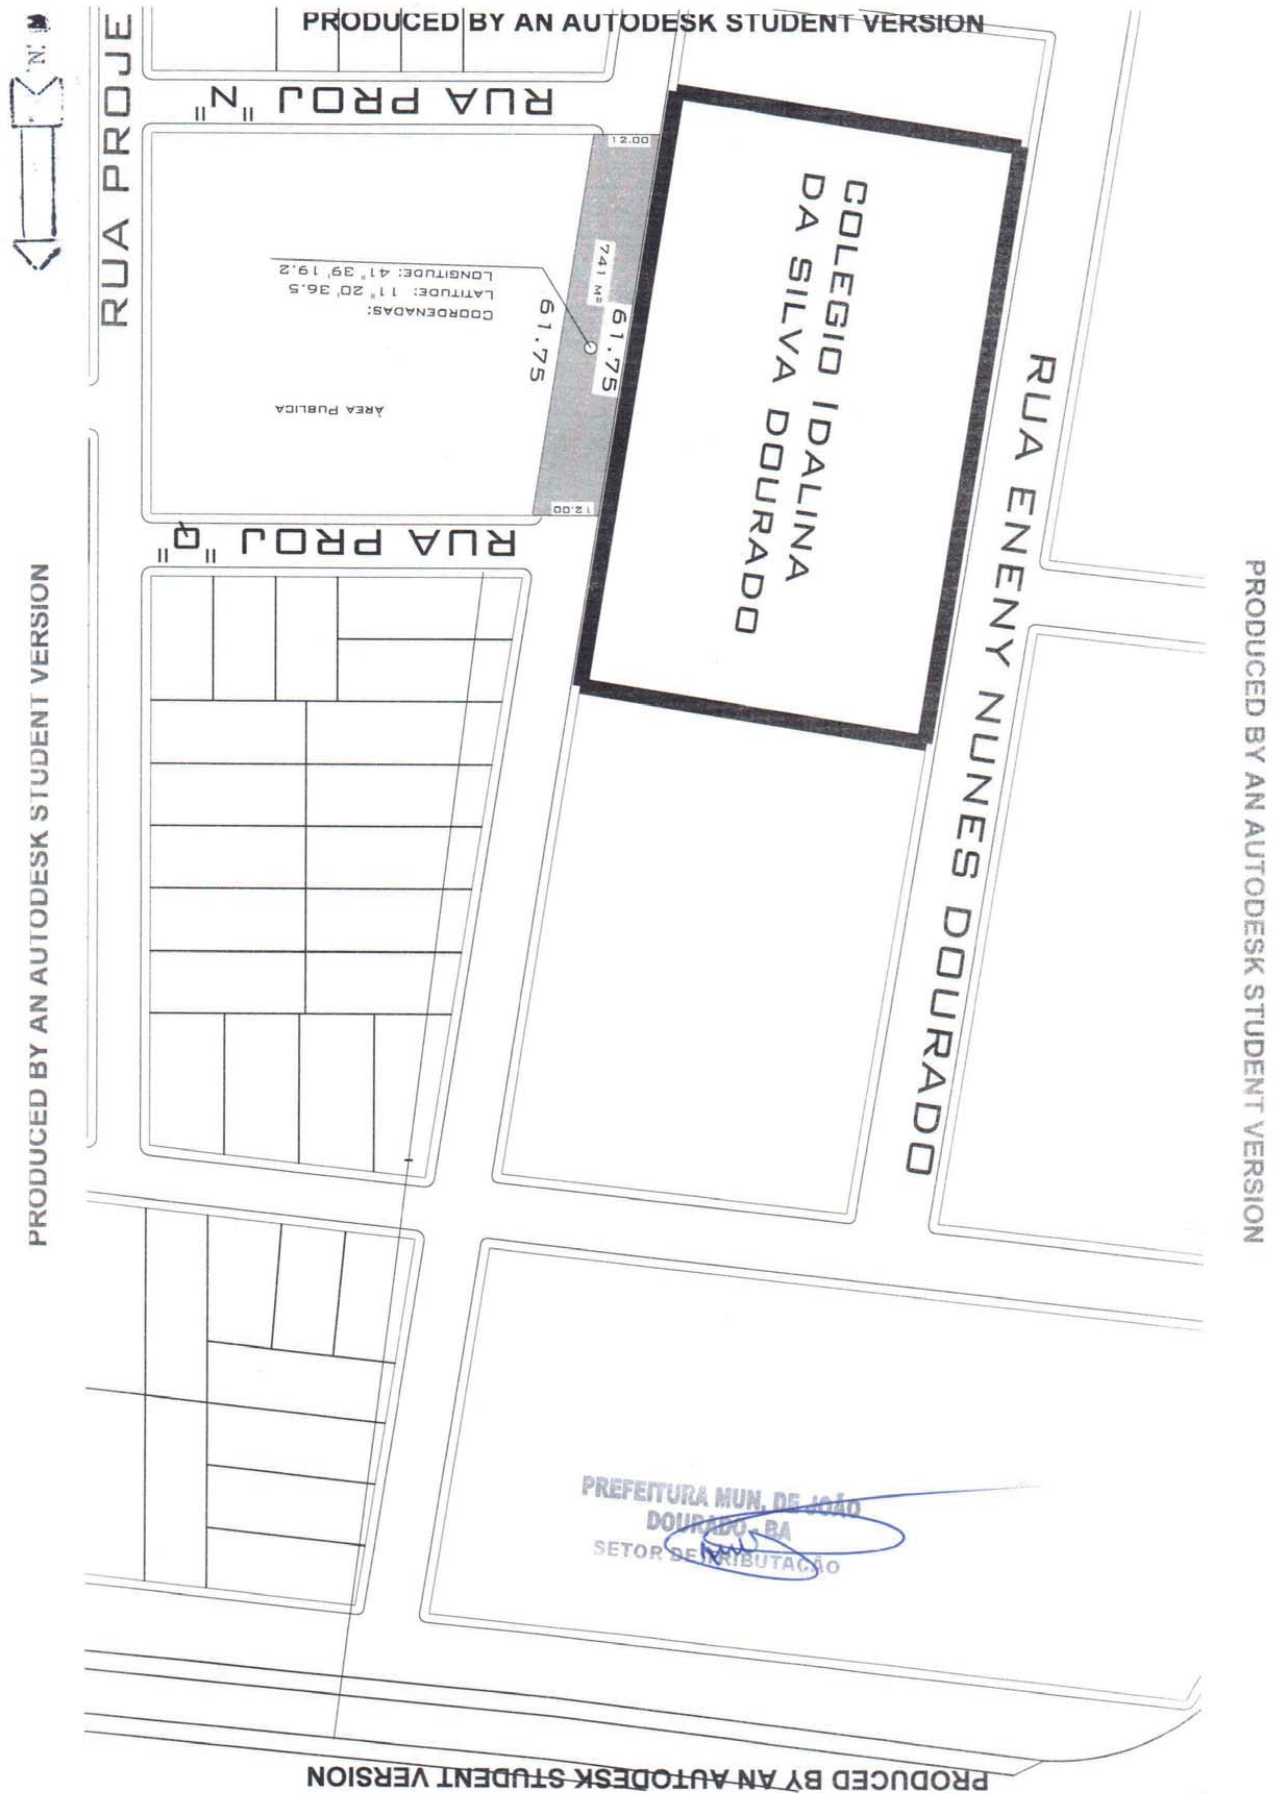 PRODUCED BY AN AUTODESK STUDENT VERSION
N.
RUA PROJE
RUA PROJ "N"
12.00
741 M²
61.75
61.75
COORDENADAS:
LATITUDE: 11° 20' 36.5
LONGITUDE: 41° 39' 19.2
ÁREA PUBLICA
12.00
RUA PROJ "Q"
COLEGIO IDALINA
DA SILVA DOURADO
RUA ENENY NUNES DOURADO
PRODUCED BY AN AUTODESK STUDENT VERSION
PRODUCED BY AN AUTODESK STUDENT VERSION
PREFEITURA MUN. DE JOÃO
DOURADO - BA
SETOR DE TRIBUTAÇÃO
PRODUCED BY AN AUTODESK STUDENT VERSION